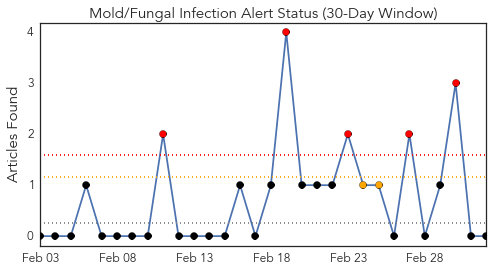 Mold/Fungal Infection Alert Status (30-Day Window)
Articles Found
4
3
2
1
0
Feb 03
Feb 08
Feb 13
Feb 18
Feb 23
Feb 28